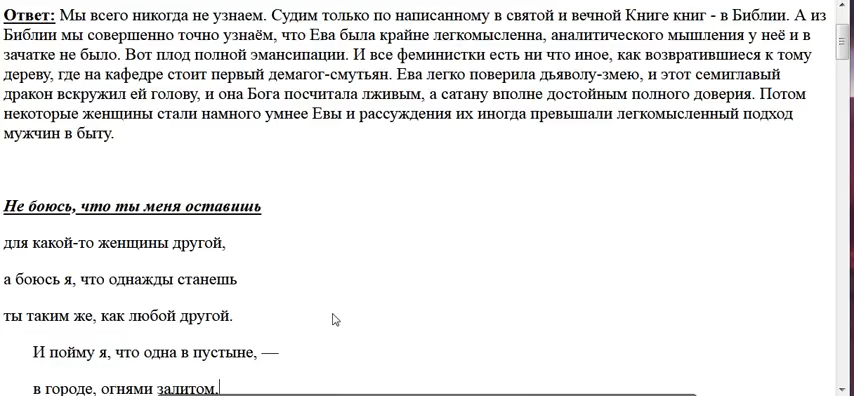 Ответ: Мы всего никогда не узнаем. Судим только по написанному в святой и вечной Книге книг - в Библии. А из
Библии мы совершенно точно узнаём, что Ева была крайне легкомысленна, аналитического мышления у неё и в
зачатке не было. Вот плод полной эмансипации. И все феминистки есть ни что иное, как возвратившиеся к тому
дереву, где на кафедре стоит первый демагог-смутьян. Ева легко поверила дьяволу-змею, и этот семиглавый
дракон вскружил ей голову, и она Бога посчитала лживым, а сатану вполне достойным полного доверия. Потом
некоторые женщины стали намного умнее Евы и рассуждения их иногда превышали легкомысленный подход
мужчин в быту.
Не боюсь, что ты меня оставишь
для какой-то женщины другой,
а боюсь я, что однажды станешь
ты таким же, как любой другой.
И пойму я, что одна в пустыне, —
в городе, огнями залитом.